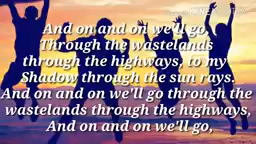 And on and on we'll go,
Through the wastelands
through the highways, to my
Shadow through the sun rays.
And on and on we'll go through the
wastelands through the highways,
And on and on we'll go,